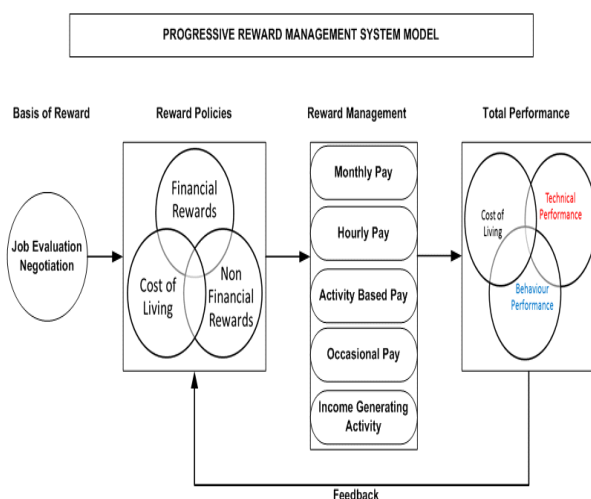 PROGRESSIVE REWARD MANAGEMENT SYSTEM MODEL
Basis of Reward
Reward Policies
Reward Management
Total Performance
Job Evaluation
Negotiation
Financial
Rewards
Cost of
Living
Non
Financial
Rewards
Monthly Pay
Hourly Pay
Activity Based Pay
Occasional Pay
Income Generating
Activity
Cost of
Living
Technical
Performance
Behaviour
Performance
Feedback